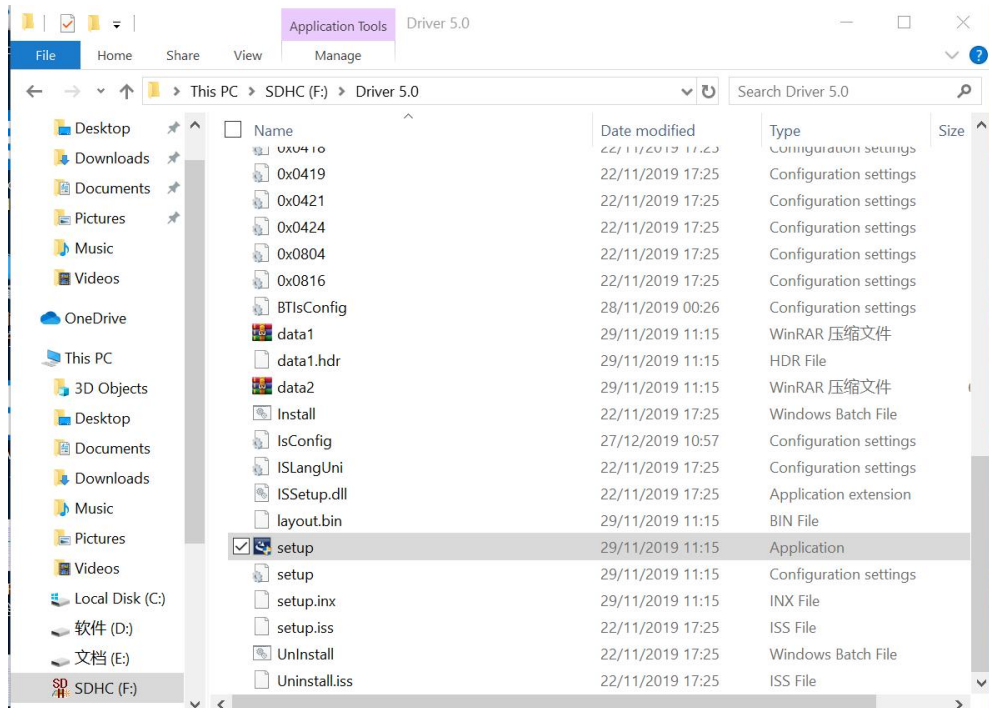 Application Tools Driver 5.0
File Home Share View Manage
This PC > SDHC (F:) > Driver 5.0 Search Driver 5.0
Name Date modified Type Size
Desktop
Downloads
Documents
Pictures
Music
Videos
OneDrive
This PC
3D Objects
Desktop
Documents
Downloads
Music
Pictures
Videos
Local Disk (C:)
软件 (D:)
文档 (E:)
SDHC (F:)
0x0419 22/11/2019 17:25 Configuration settings
0x0421 22/11/2019 17:25 Configuration settings
0x0424 22/11/2019 17:25 Configuration settings
0x0804 22/11/2019 17:25 Configuration settings
0x0816 22/11/2019 17:25 Configuration settings
BTIsConfig 28/11/2019 00:26 Configuration settings
data1 29/11/2019 11:15 WinRAR 压缩文件
data1.hdr 29/11/2019 11:15 HDR File
data2 29/11/2019 11:15 WinRAR 压缩文件
Install 22/11/2019 17:25 Windows Batch File
IsConfig 27/12/2019 10:57 Configuration settings
ISLangUni 22/11/2019 17:25 Configuration settings
ISSetup.dll 22/11/2019 17:25 Application extension
layout.bin 29/11/2019 11:15 BIN File
setup 29/11/2019 11:15 Application
setup 29/11/2019 11:15 Configuration settings
setup.inx 29/11/2019 11:15 INX File
setup.iss 22/11/2019 17:25 ISS File
UnInstall 22/11/2019 17:25 Windows Batch File
Uninstall.iss 22/11/2019 17:25 ISS File